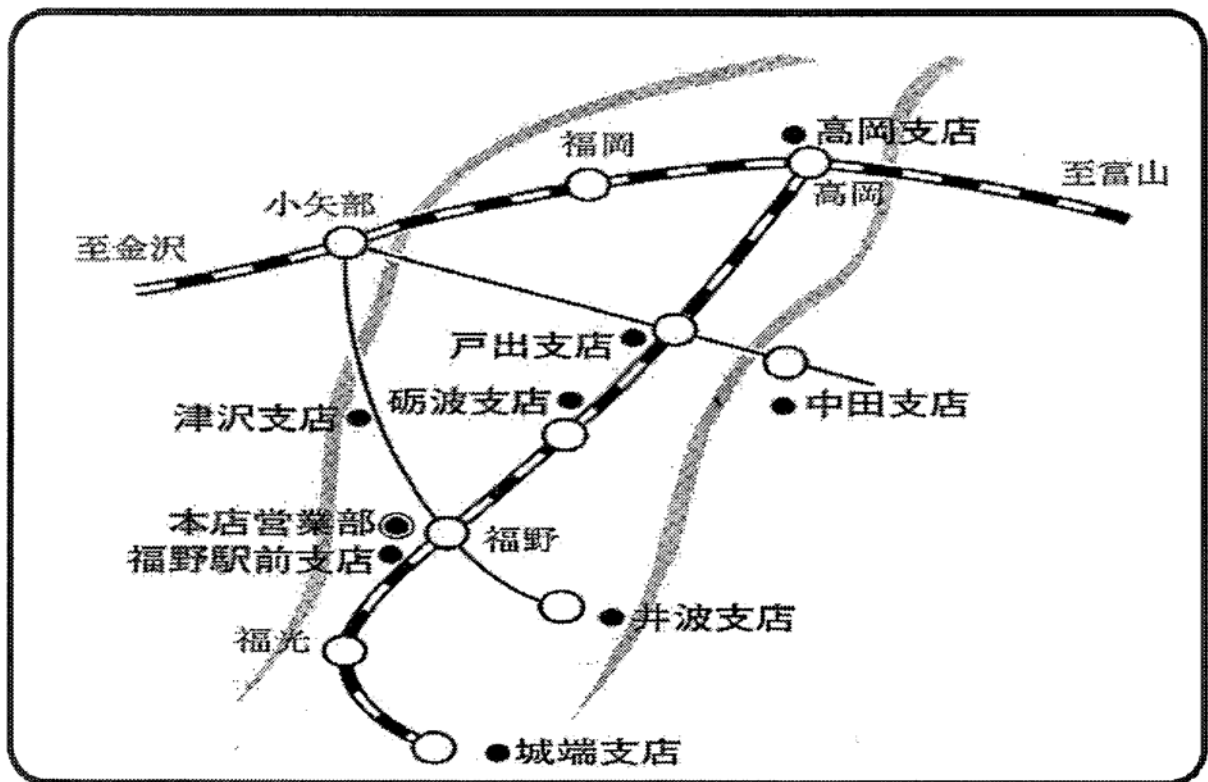 高岡支店
福岡
至富山
高岡
小矢部
至金沢
戸出支店
砺波支店
中田支店
津沢支店
本店営業部
福野
福野駅前支店
井波支店
福光
城端支店